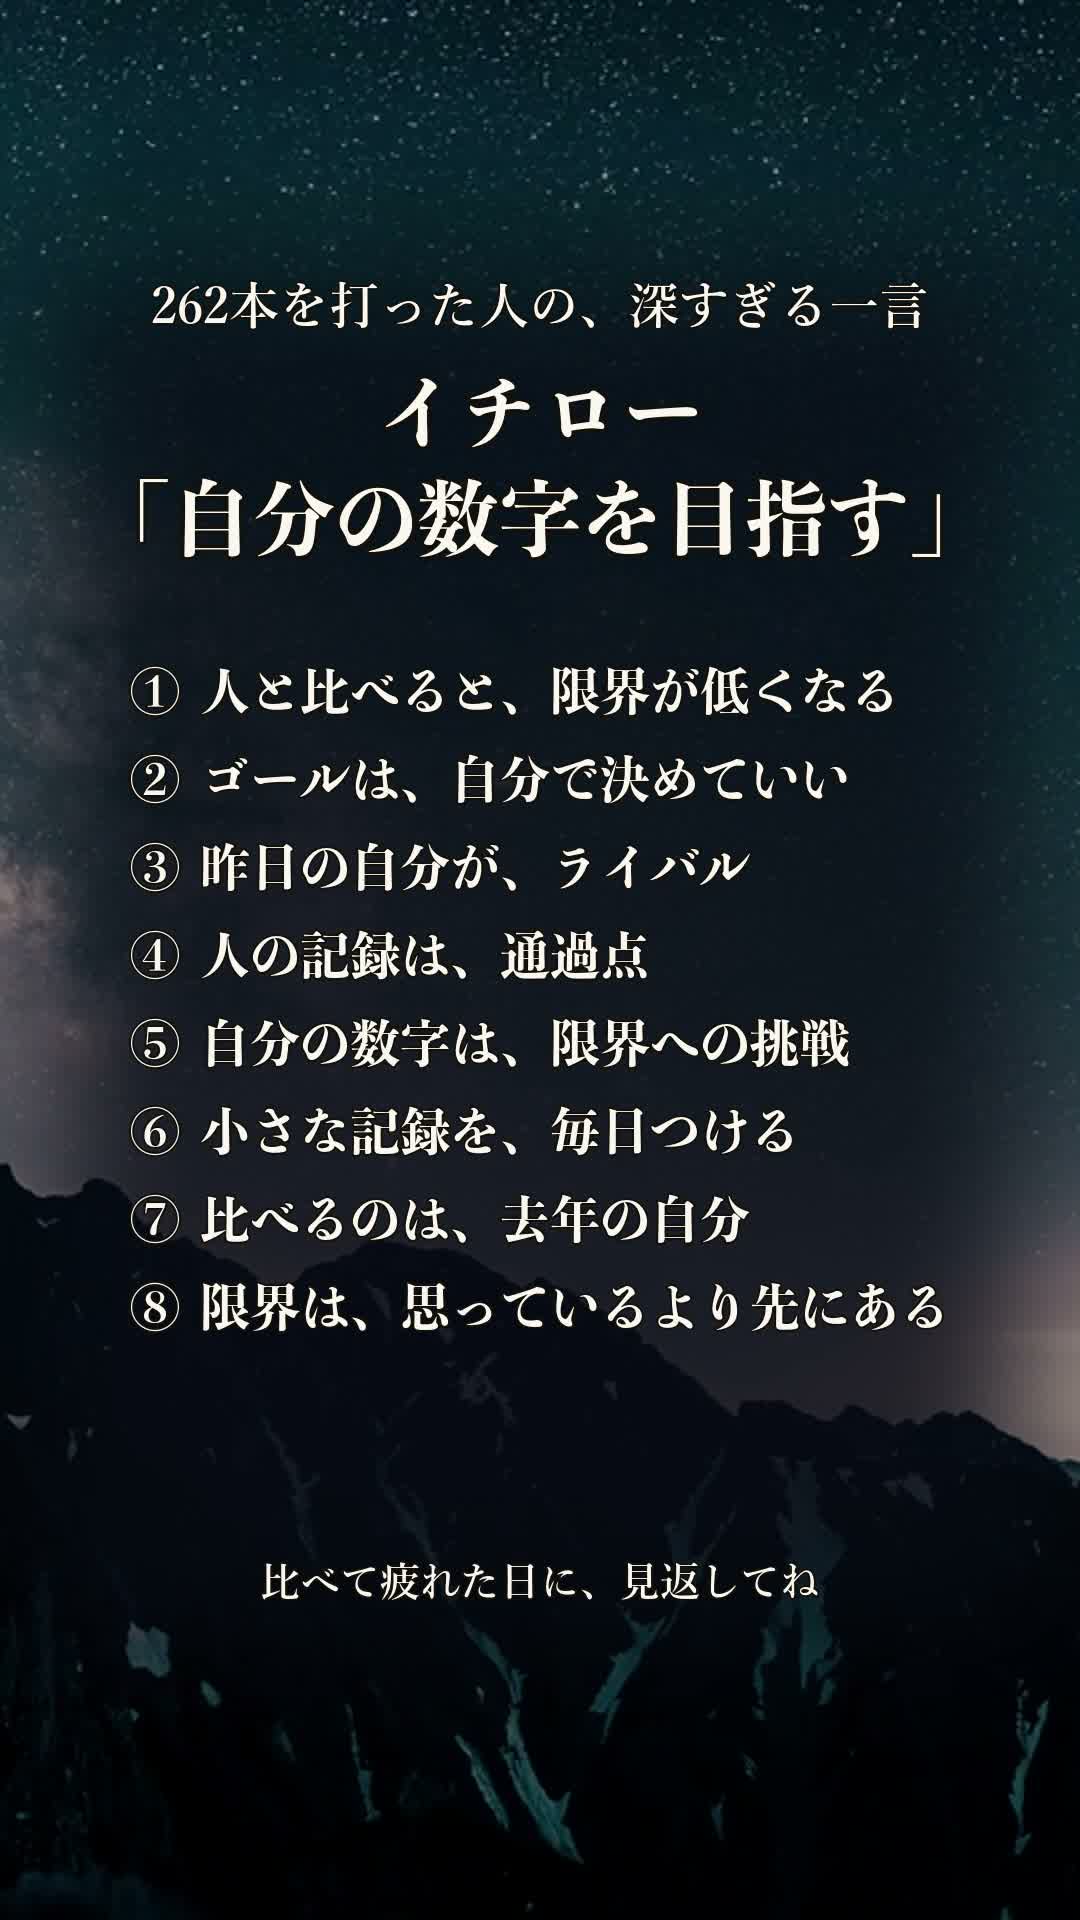 262本を打った人の、深すぎる一言
イチロー
「自分の数字を目指す」
① 人と比べると、限界が低くなる
② ゴールは、自分で決めていい
③ 昨日の自分が、ライバル
④ 人の記録は、通過点
⑤ 自分の数字は、限界への挑戦
⑥ 小さな記録を、毎日つける
⑦ 比べるのは、去年の自分
⑧ 限界は、思っているより先にある
比べて疲れた日に、見返してね